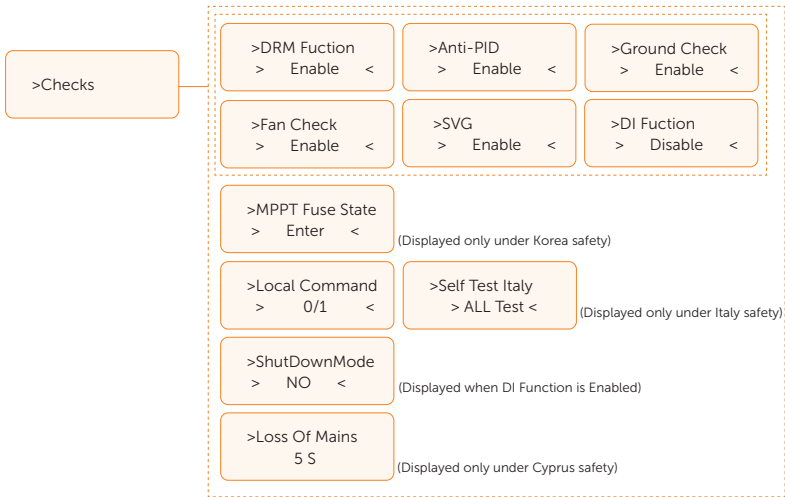 >Checks
>DRM Fuction
> Enable <
>Anti-PID
> Enable <
>Ground Check
> Enable <
>Fan Check
> Enable <
>SVG
> Enable <
>DI Fuction
> Disable <
>MPPT Fuse State
> Enter <
(Displayed only under Korea safety)
>Local Command
> 0/1 <
>Self Test Italy
> ALL Test <
(Displayed only under Italy safety)
>ShutDownMode
> NO <
(Displayed when DI Function is Enabled)
>Loss Of Mains
5 S
(Displayed only under Cyprus safety)